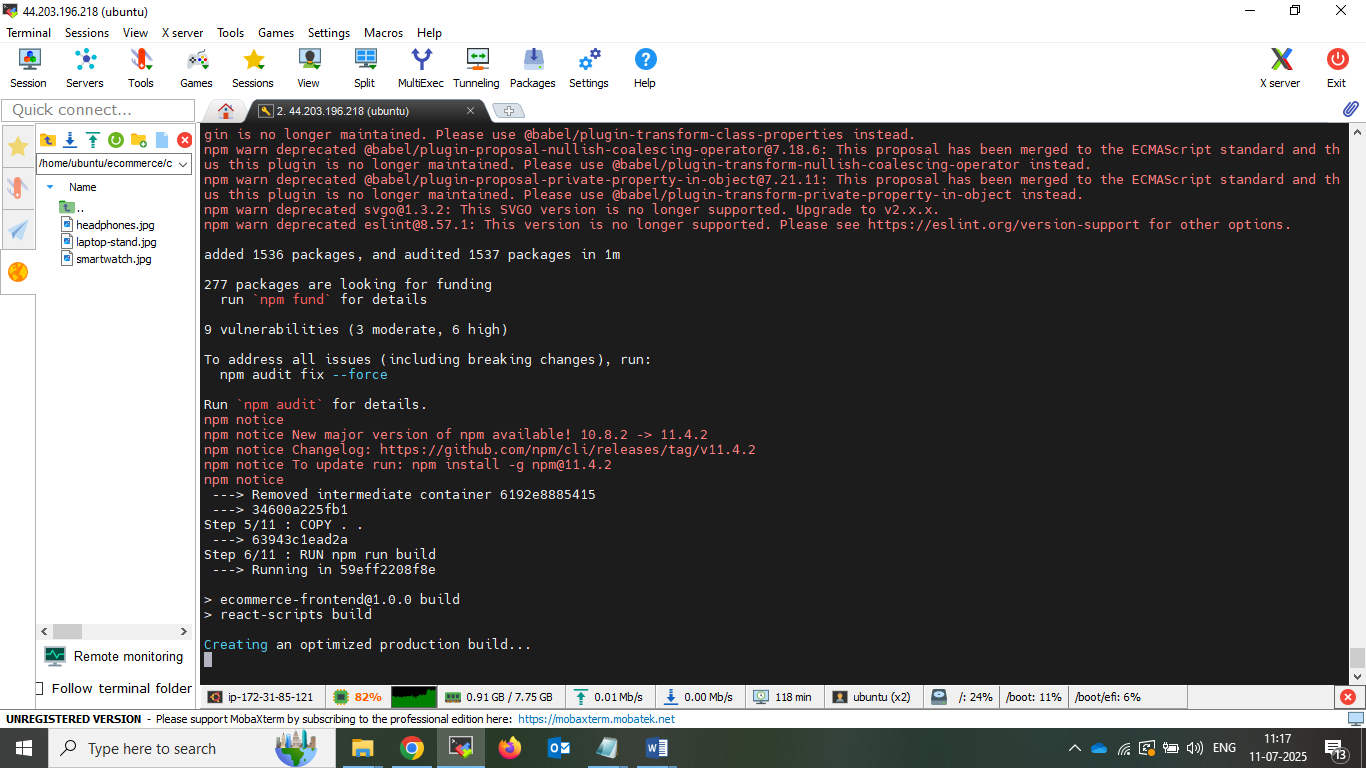 44.203.196.218 (ubuntu)
Terminal Sessions View X server Tools Games Settings Macros Help
Session Servers Tools Games Sessions View Split MultiExec Tunneling Packages Settings Help X server Exit
Quick connect...
2. 44.203.196.218 (ubuntu)
/home/ubuntu/ecommerce/c
Name
..
headphones.jpg
laptop-stand.jpg
smartwatch.jpg
Remote monitoring
Follow terminal folder
gin is no longer maintained. Please use @babel/plugin-transform-class-properties instead.
npm warn deprecated @babel/plugin-proposal-nullish-coalescing-operator@7.18.6: This proposal has been merged to the ECMAScript standard and th
us this plugin is no longer maintained. Please use @babel/plugin-transform-nullish-coalescing-operator instead.
npm warn deprecated @babel/plugin-proposal-private-property-in-object@7.21.11: This proposal has been merged to the ECMAScript standard and th
us this plugin is no longer maintained. Please use @babel/plugin-transform-private-property-in-object instead.
npm warn deprecated svgo@1.3.2: This SVGO version is no longer supported. Upgrade to v2.x.x.
npm warn deprecated eslint@8.57.1: This version is no longer supported. Please see https://eslint.org/version-support for other options.
added 1536 packages, and audited 1537 packages in 1m
277 packages are looking for funding
run `npm fund` for details
9 vulnerabilities (3 moderate, 6 high)
To address all issues (including breaking changes), run:
npm audit fix --force
Run `npm audit` for details.
npm notice
npm notice New major version of npm available! 10.8.2 -> 11.4.2
npm notice Changelog: https://github.com/npm/cli/releases/tag/v11.4.2
npm notice To update run: npm install -g npm@11.4.2
npm notice
---> Removed intermediate container 6192e8885415
---> 34600a225fb1
Step 5/11 : COPY . .
---> 63943c1ead2a
Step 6/11 : RUN npm run build
---> Running in 59eff2208f8e
> ecommerce-frontend@1.0.0 build
> react-scripts build
Creating an optimized production build...
ip-172-31-85-121 82% 0.91 GB / 7.75 GB 0.01 Mb/s 0.00 Mb/s 118 min ubuntu (x2) /: 24% /boot: 11% /boot/efi: 6%
UNREGISTERED VERSION - Please support MobaXterm by subscribing to the professional edition here: https://mobaxterm.mobatek.net
Type here to search
ENG
11:17
11-07-2025
13